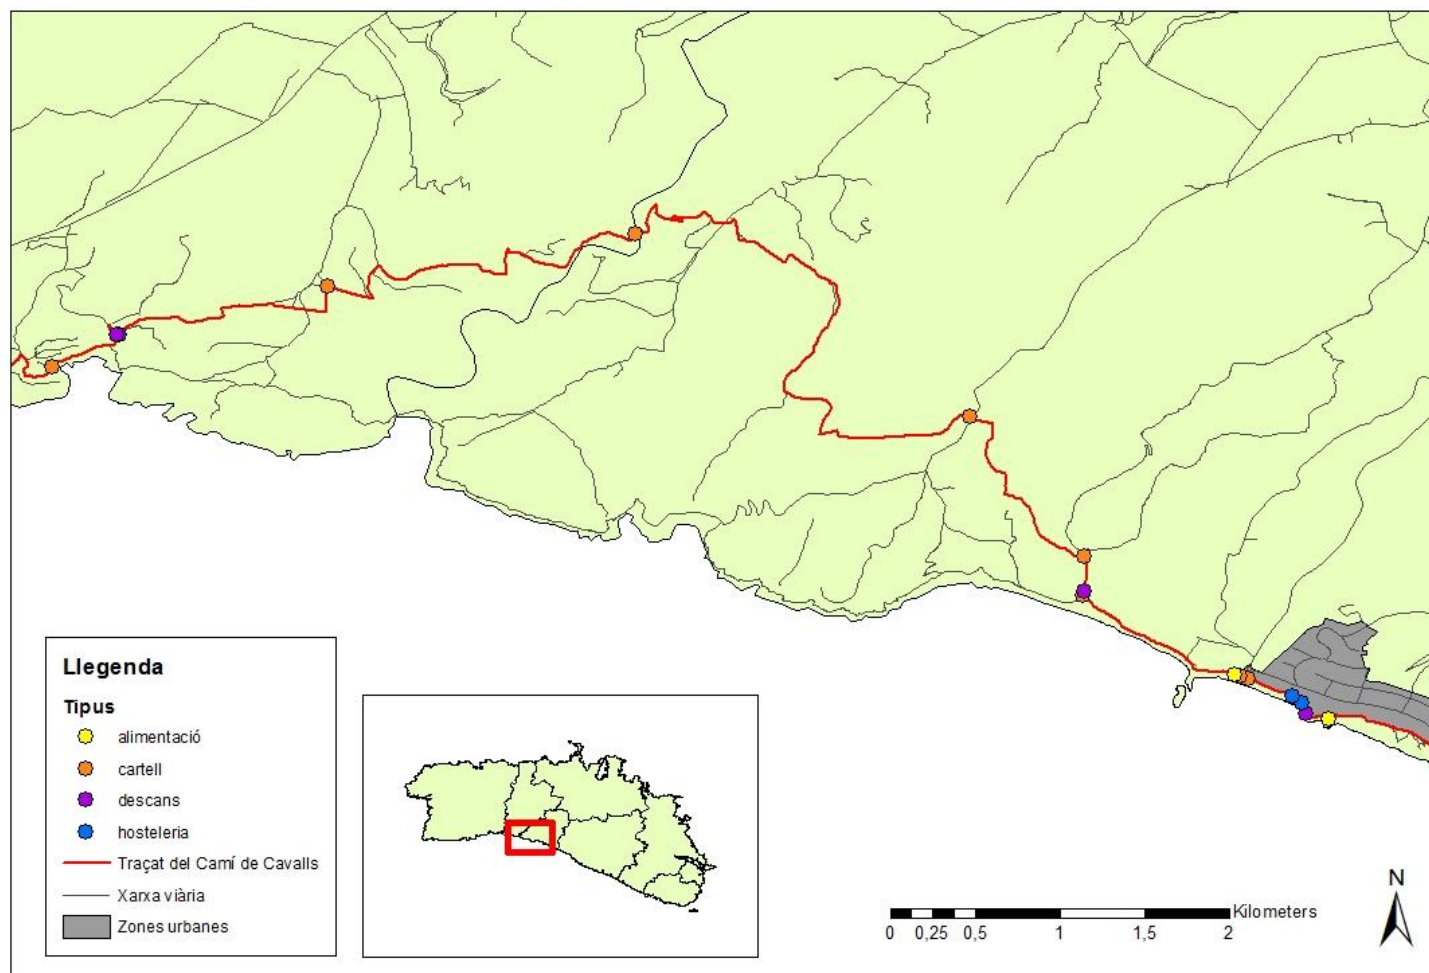 Llegenda
Tipus
alimentació
cartell
descans
hosteleria
Traçat del Camí de Cavalls
Xarxa viària
Zones urbanes
N
Kilometers
0 0,25 0,5 1 1,5 2